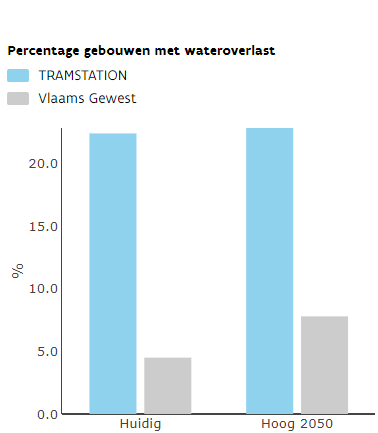 Percentage gebouwen met wateroverlast
TRAMSTATION
Vlaams Gewest
20.0
15.0
10.0
5.0
0.0
%
Huidig
Hoog 2050